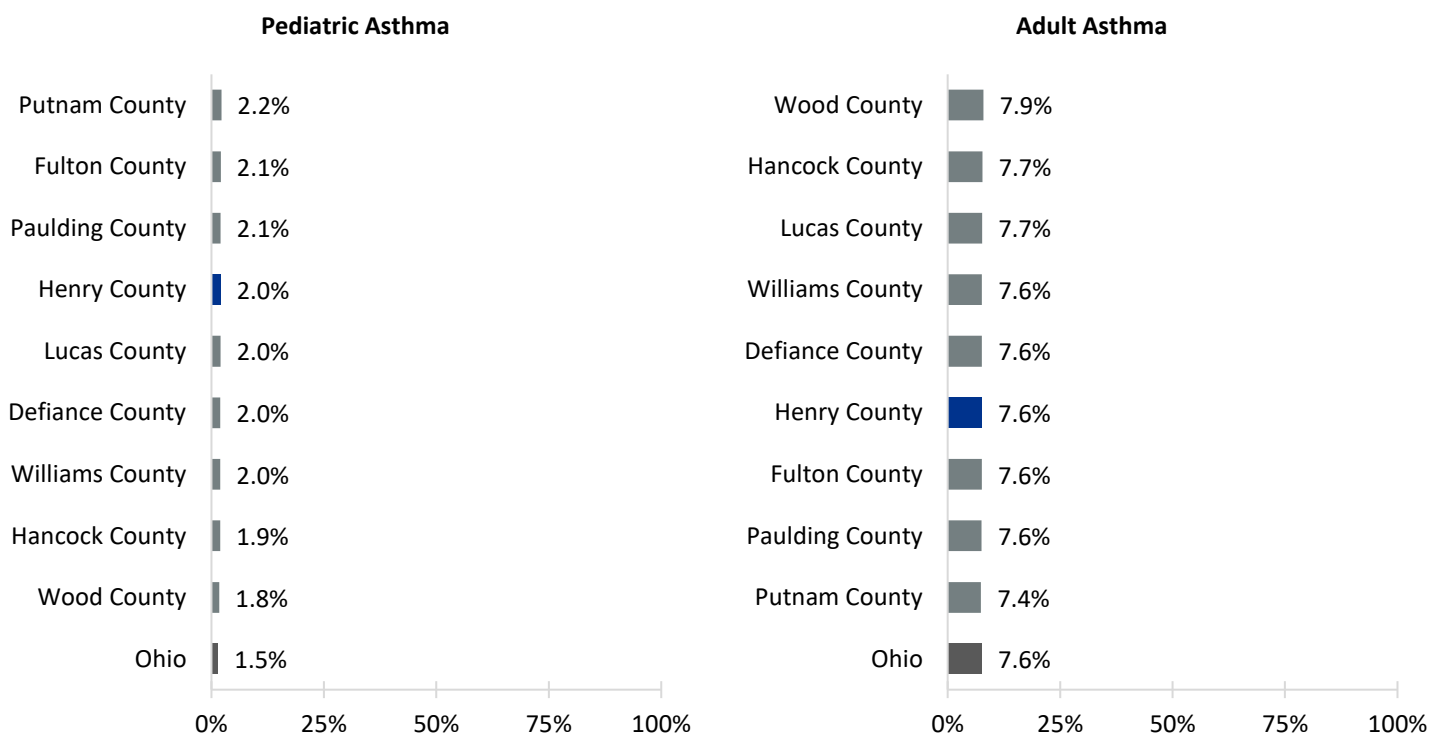 Pediatric Asthma
Putnam County 2.2%
Fulton County 2.1%
Paulding County 2.1%
Henry County 2.0%
Lucas County 2.0%
Defiance County 2.0%
Williams County 2.0%
Hancock County 1.9%
Wood County 1.8%
Ohio 1.5%
0% 25% 50% 75% 100%
Adult Asthma
Wood County 7.9%
Hancock County 7.7%
Lucas County 7.7%
Williams County 7.6%
Defiance County 7.6%
Henry County 7.6%
Fulton County 7.6%
Paulding County 7.6%
Putnam County 7.4%
Ohio 7.6%
0% 25% 50% 75% 100%